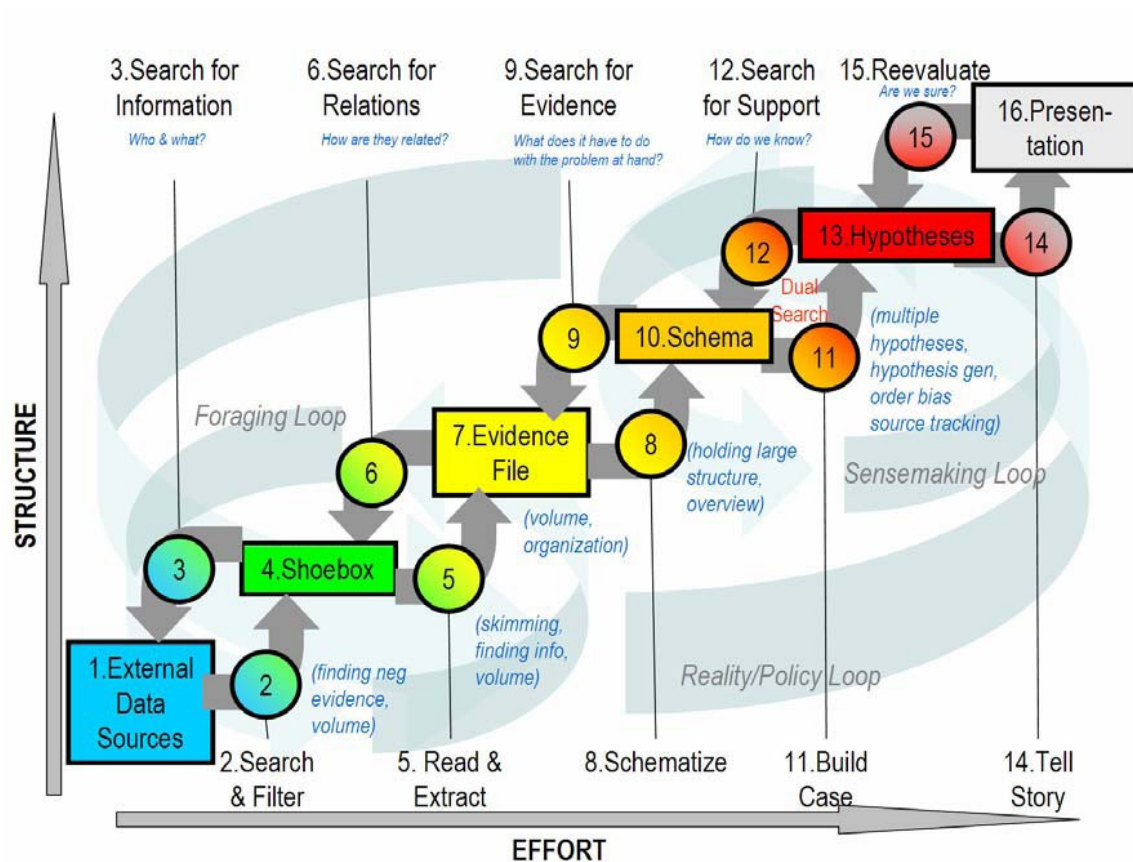 3.Search for
Information
Who & what?
6.Search for
Relations
How are they related?
9.Search for
Evidence
What does it have to do
with the problem at hand?
12.Search
for Support
How do we know?
15.Reevaluate
Are we sure?
16.Presen-
tation
15
13.Hypotheses
14
12
Dual
Search
11
(multiple
hypotheses,
hypothesis gen,
order bias
source tracking)
10.Schema
9
Foraging Loop
7.Evidence
File
8
(holding large
structure,
overview)
Sensemaking Loop
6
(volume,
organization)
3
4.Shoebox
5
(skimming,
finding info,
volume)
1.External
Data
Sources
2
(finding neg
evidence,
volume)
Reality/Policy Loop
2.Search
& Filter
5. Read &
Extract
8.Schematize
11.Build
Case
14.Tell
Story
STRUCTURE
EFFORT